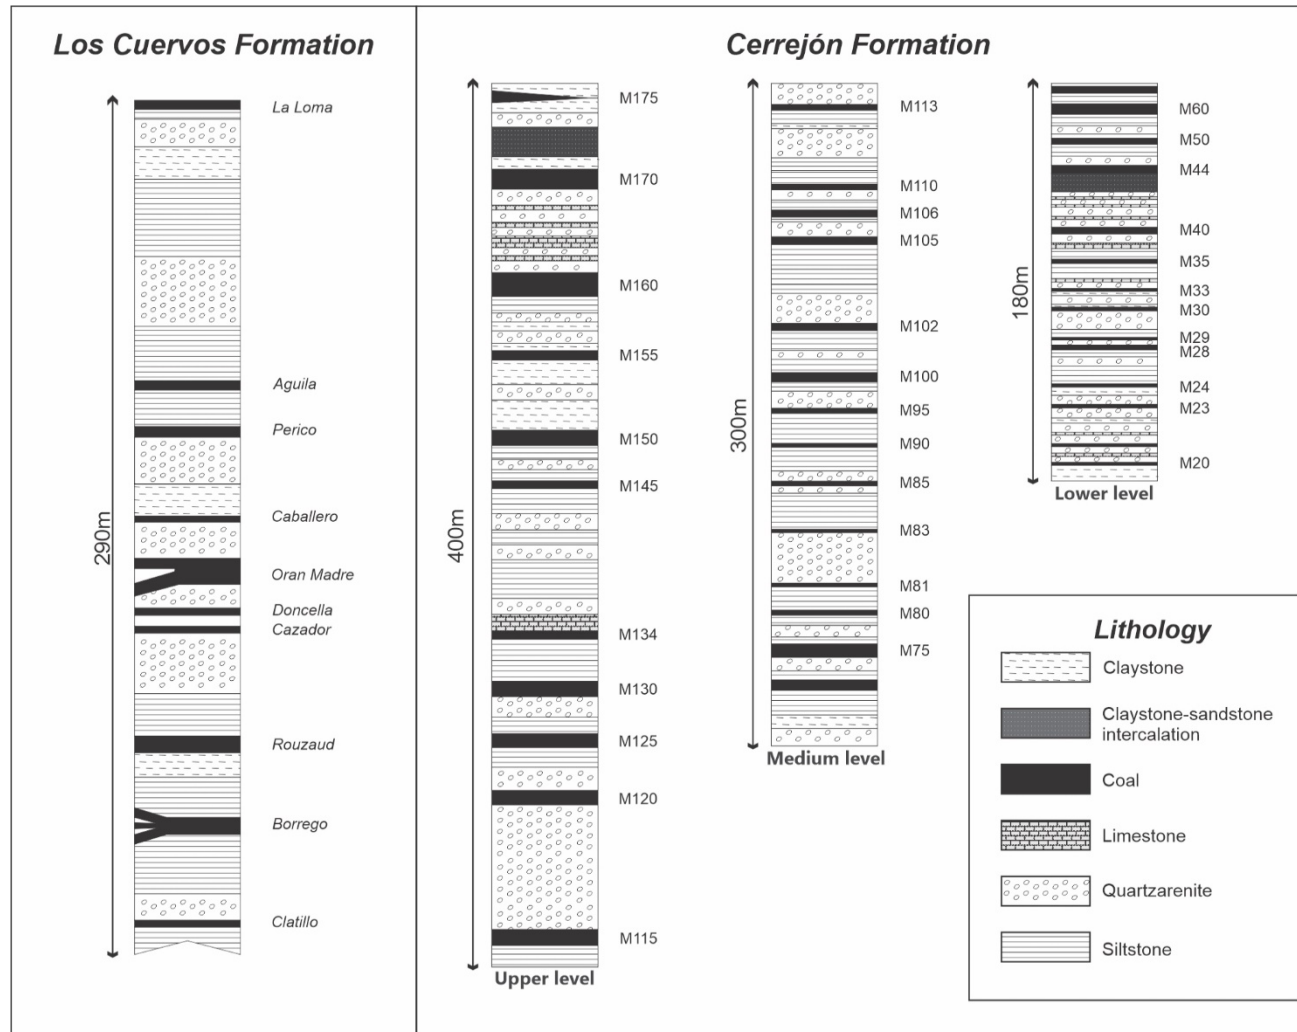 Los Cuervos Formation
290m
La Loma
Aguila
Perico
Caballero
Oran Madre
Doncella
Cazador
Rouzaud
Borrego
Clatillo
Cerrejón Formation
400m
M175
M170
M160
M155
M150
M145
M134
M130
M125
M120
M115
Upper level
300m
M113
M110
M106
M105
M102
M100
M95
M90
M85
M83
M81
M80
M75
Medium level
180m
M60
M50
M44
M40
M35
M33
M30
M29
M28
M24
M23
M20
Lower level
Lithology
Claystone
Claystone-sandstone
intercalation
Coal
Limestone
Quartzarenite
Siltstone